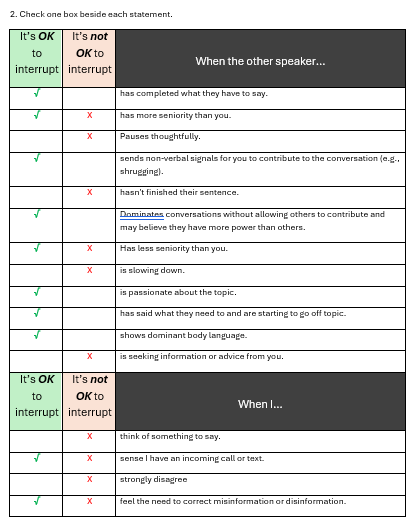 2. Check one box beside each statement.
It's OK to interrupt
It's not OK to interrupt
When the other speaker...
√ has completed what they have to say.
√ X has more seniority than you.
X Pauses thoughtfully.
√ sends non-verbal signals for you to contribute to the conversation (e.g.,
shrugging).
X hasn't finished their sentence.
√ Dominates conversations without allowing others to contribute and
may believe they have more power than others.
√ X Has less seniority than you.
X is slowing down.
√ is passionate about the topic.
√ has said what they need to and are starting to go off topic.
√ shows dominant body language.
X is seeking information or advice from you.
It's OK to interrupt
It's not OK to interrupt
When I...
X think of something to say.
√ X sense I have an incoming call or text.
X strongly disagree
√ X feel the need to correct misinformation or disinformation.